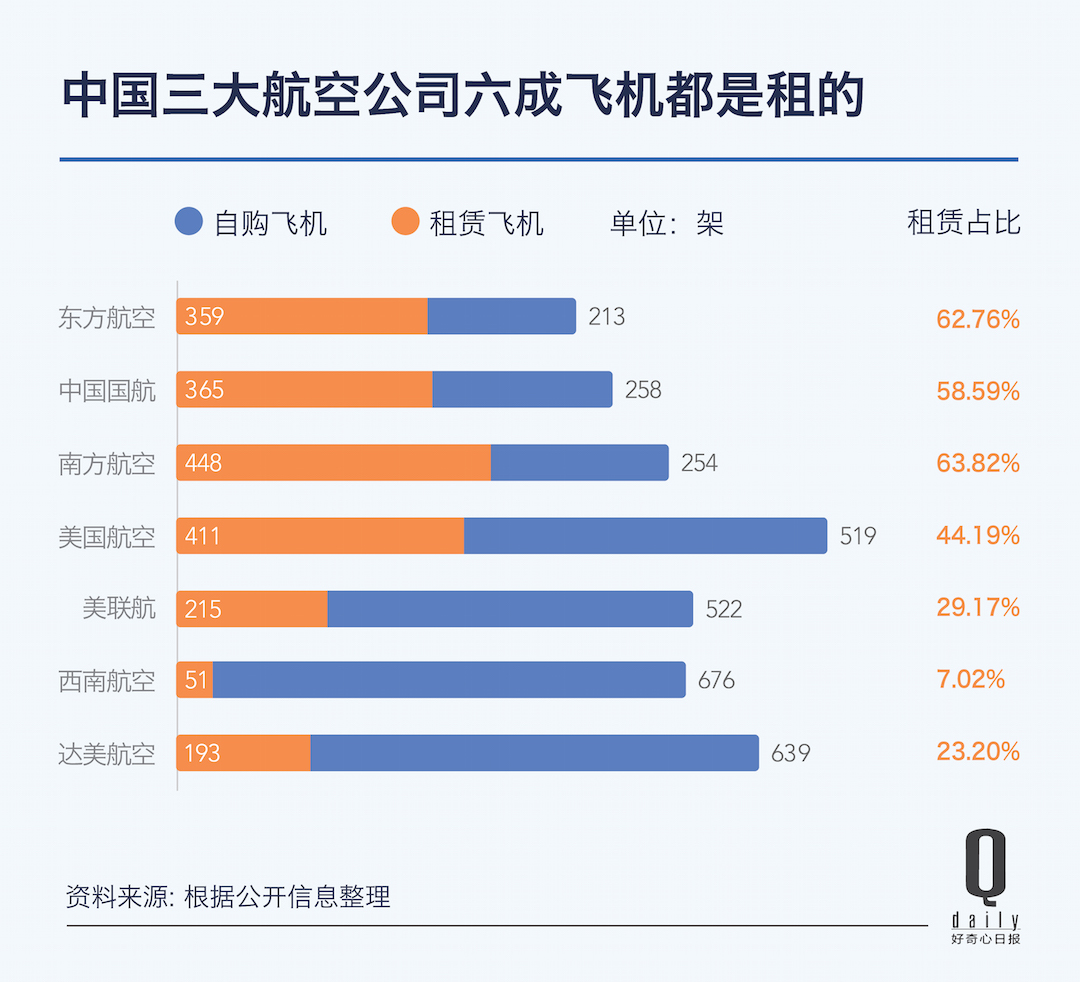 中国三大航空公司六成飞机都是租的
自购飞机 租赁飞机 单位：架 租赁占比
东方航空 359 213 62.76%
中国国航 365 258 58.59%
南方航空 448 254 63.82%
美国航空 411 519 44.19%
美联航 215 522 29.17%
西南航空 51 676 7.02%
达美航空 193 639 23.20%
资料来源: 根据公开信息整理
Q
daily
好奇心日报